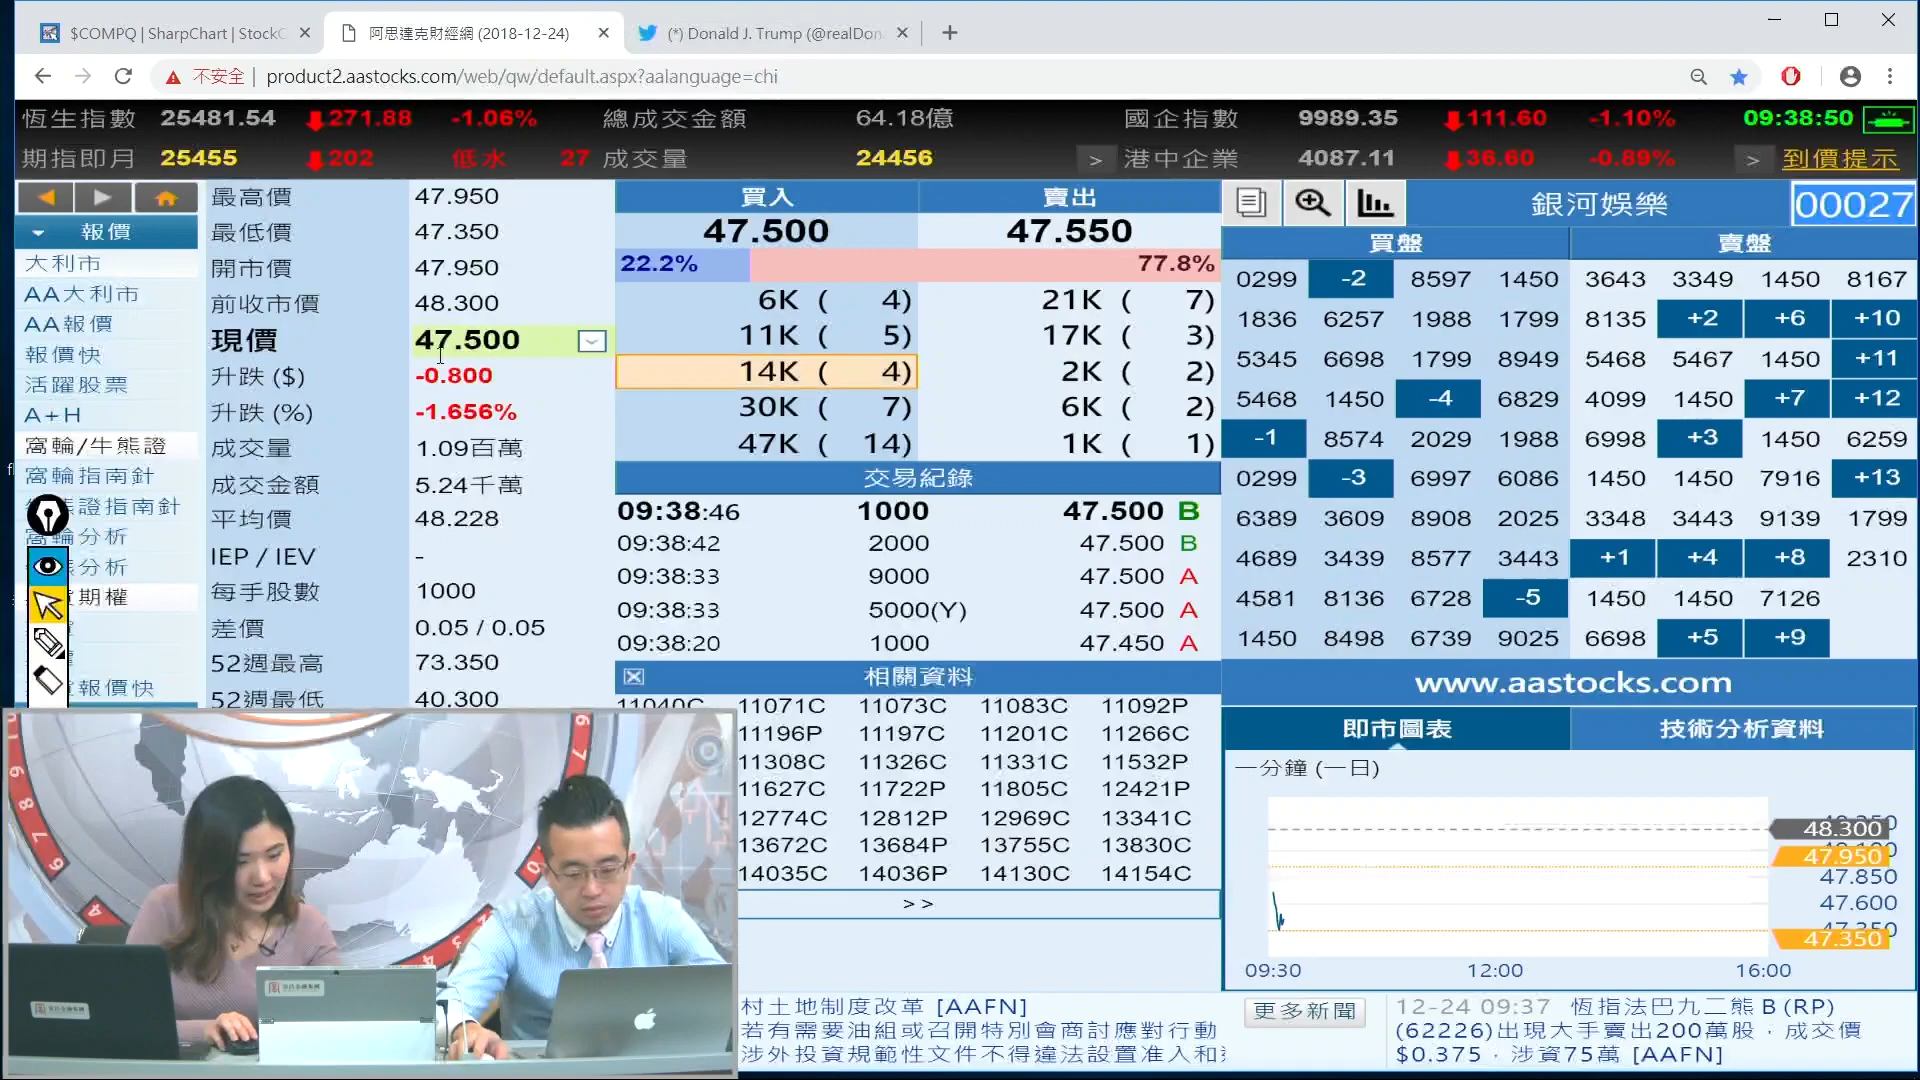 $COMPQ | SharpChart | StockC
阿思達克財經網 (2018-12-24)
(*) Donald J. Trump (@realDon
不安全 | product2.aastocks.com/web/qw/default.aspx?aalanguage=chi
恆生指數 25481.54 271.88 -1.06% 總成交金額 64.18億 國企指數 9989.35 111.60 -1.10% 09:38:50
期指即月 25455 202 低水 27 成交量 24456 > 港中企業 4087.11 36.60 -0.89% > 到價提示
報價
大利市
AA大利市
AA報價
報價快
活躍股票
A+H
窩輪/牛熊證
窩輪指南針
證指南針
窩輪分析
分析
期權
報價快
最高價 47.950
最低價 47.350
開市價 47.950
前收市價 48.300
現價 47.500
升跌 ($) -0.800
升跌 (%) -1.656%
成交量 1.09百萬
成交金額 5.24千萬
平均價 48.228
IEP / IEV -
每手股數 1000
差價 0.05 / 0.05
52週最高 73.350
52週最低 40.300
買入 賣出
47.500 47.550
22.2% 77.8%
6K ( 4) 21K ( 7)
11K ( 5) 17K ( 3)
14K ( 4) 2K ( 2)
30K ( 7) 6K ( 2)
47K ( 14) 1K ( 1)
交易紀錄
09:38:46 1000 47.500 B
09:38:42 2000 47.500 B
09:38:33 9000 47.500 A
09:38:33 5000(Y) 47.500 A
09:38:20 1000 47.450 A
相關資料
11040C 11071C 11073C 11083C 11092P
11196P 11197C 11201C 11266C
11308C 11326C 11331C 11532P
11627C 11722P 11805C 12421P
12774C 12812P 12969C 13341C
13672C 13684P 13755C 13830C
14035C 14036P 14130C 14154C
>>
銀河娛樂 00027
買盤 賣盤
0299 -2 8597 1450 3643 3349 1450 8167
1836 6257 1988 1799 8135 +2 +6 +10
5345 6698 1799 8949 5468 5467 1450 +11
5468 1450 -4 6829 4099 1450 +7 +12
-1 8574 2029 1988 6998 +3 1450 6259
0299 -3 6997 6086 1450 1450 7916 +13
6389 3609 8908 2025 3348 3443 9139 1799
4689 3439 8577 3443 +1 +4 +8 2310
4581 8136 6728 -5 1450 1450 7126
1450 8498 6739 9025 6698 +5 +9
www.aastocks.com
即市圖表 技術分析資料
一分鐘 (一日)
48.300
47.950
47.850
47.600
47.350
09:30 12:00 16:00
村土地制度改革 [AAFN]
若有需要油組或召開特別會商討應對行動
涉外投資規範性文件不得違法設置准入和
更多新聞
12-24 09:37 恆指法巴九二熊B(RP)
(62226)出現大手賣出200萬股，成交價
$0.375，涉資75萬 [AAFN]